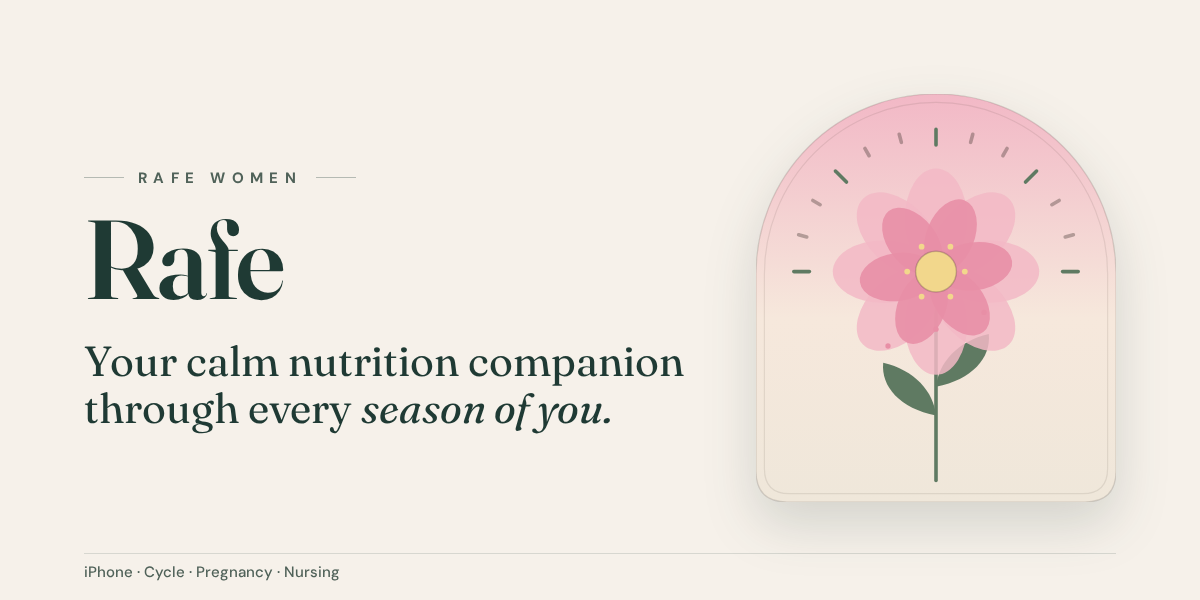 RAFE WOMEN
Rafe
Your calm nutrition companion
through every season of you.
iPhone · Cycle · Pregnancy · Nursing